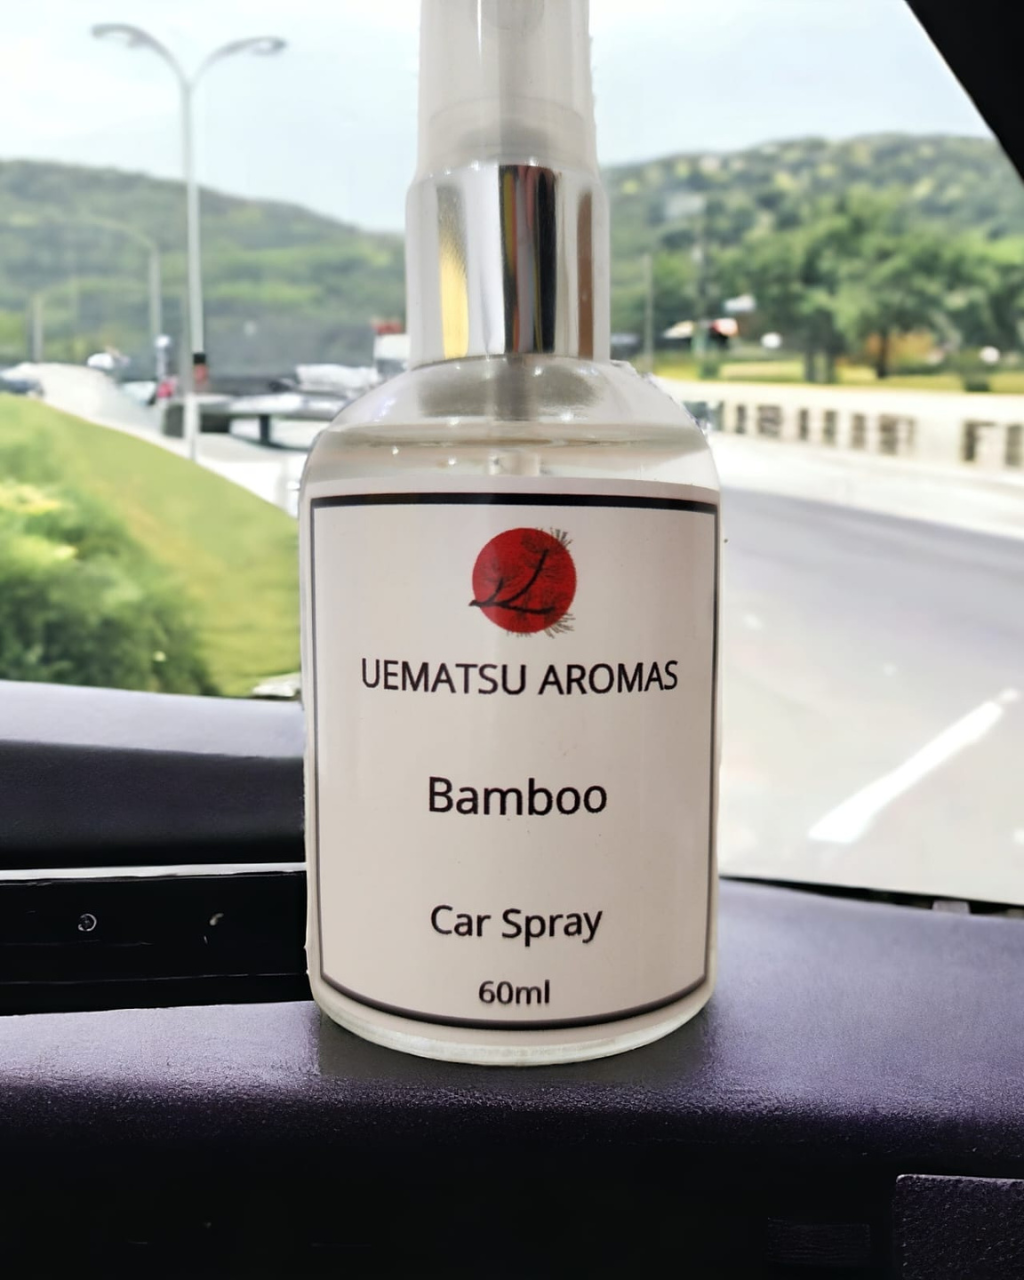 UEMATSU AROMAS
Bamboo
Car Spray
60ml